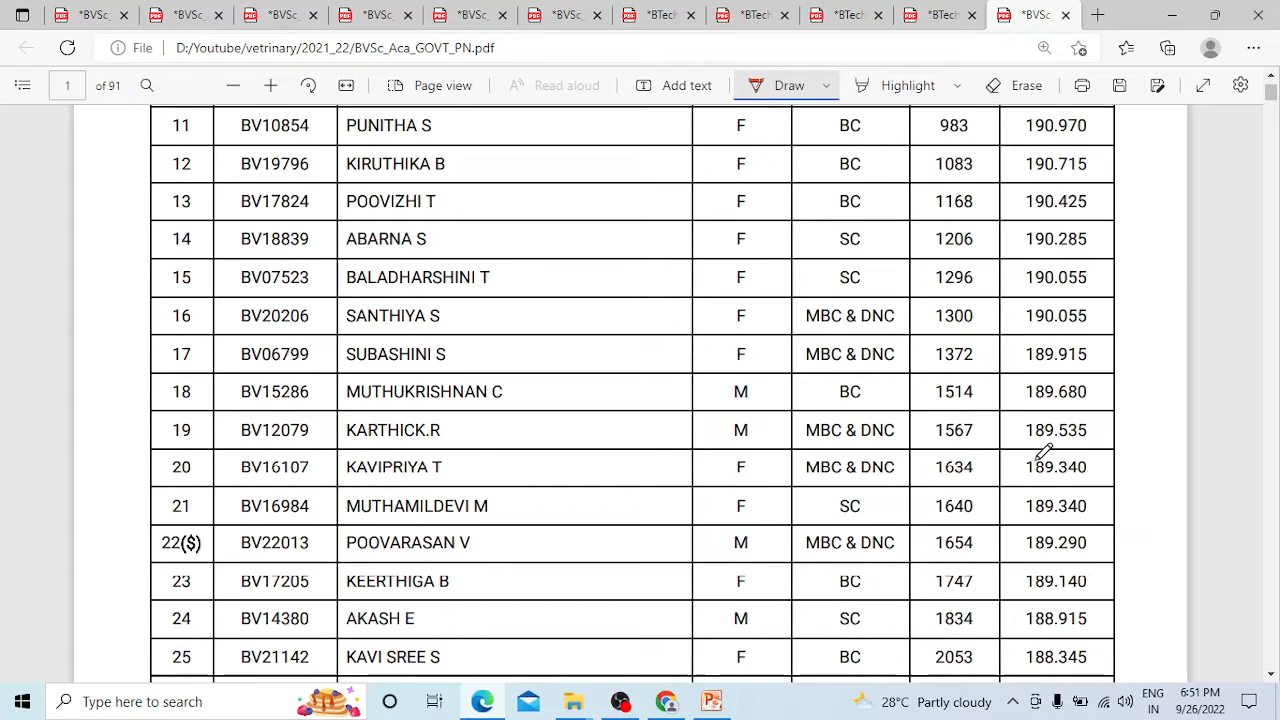 *BVSc *BVSc *BVSc *BVSc *BVSc *BVSc *BTech *BTech *BTech *BTech *BVSc
File D:/Youtube/vetrinary/2021_22/BVSc_Aca_GOVT_PN.pdf
1 of 91 Page view Read aloud Add text Draw Highlight Erase
11 BV10854 PUNITHA S F BC 983 190.970
12 BV19796 KIRUTHIKA B F BC 1083 190.715
13 BV17824 POOVIZHI T F BC 1168 190.425
14 BV18839 ABARNA S F SC 1206 190.285
15 BV07523 BALADHARSHINI T F SC 1296 190.055
16 BV20206 SANTHIYA S F MBC & DNC 1300 190.055
17 BV06799 SUBASHINI S F MBC & DNC 1372 189.915
18 BV15286 MUTHUKRISHNAN C M BC 1514 189.680
19 BV12079 KARTHICK.R M MBC & DNC 1567 189.535
20 BV16107 KAVIPRIYA T F MBC & DNC 1634 189.340
21 BV16984 MUTHAMILDEVI M F SC 1640 189.340
22($) BV22013 POOVARASAN V M MBC & DNC 1654 189.290
23 BV17205 KEERTHIGA B F BC 1747 189.140
24 BV14380 AKASH E M SC 1834 188.915
25 BV21142 KAVI SREE S F BC 2053 188.345
Type here to search 28°C Partly cloudy ENG 6:51 PM
IN 9/26/2022